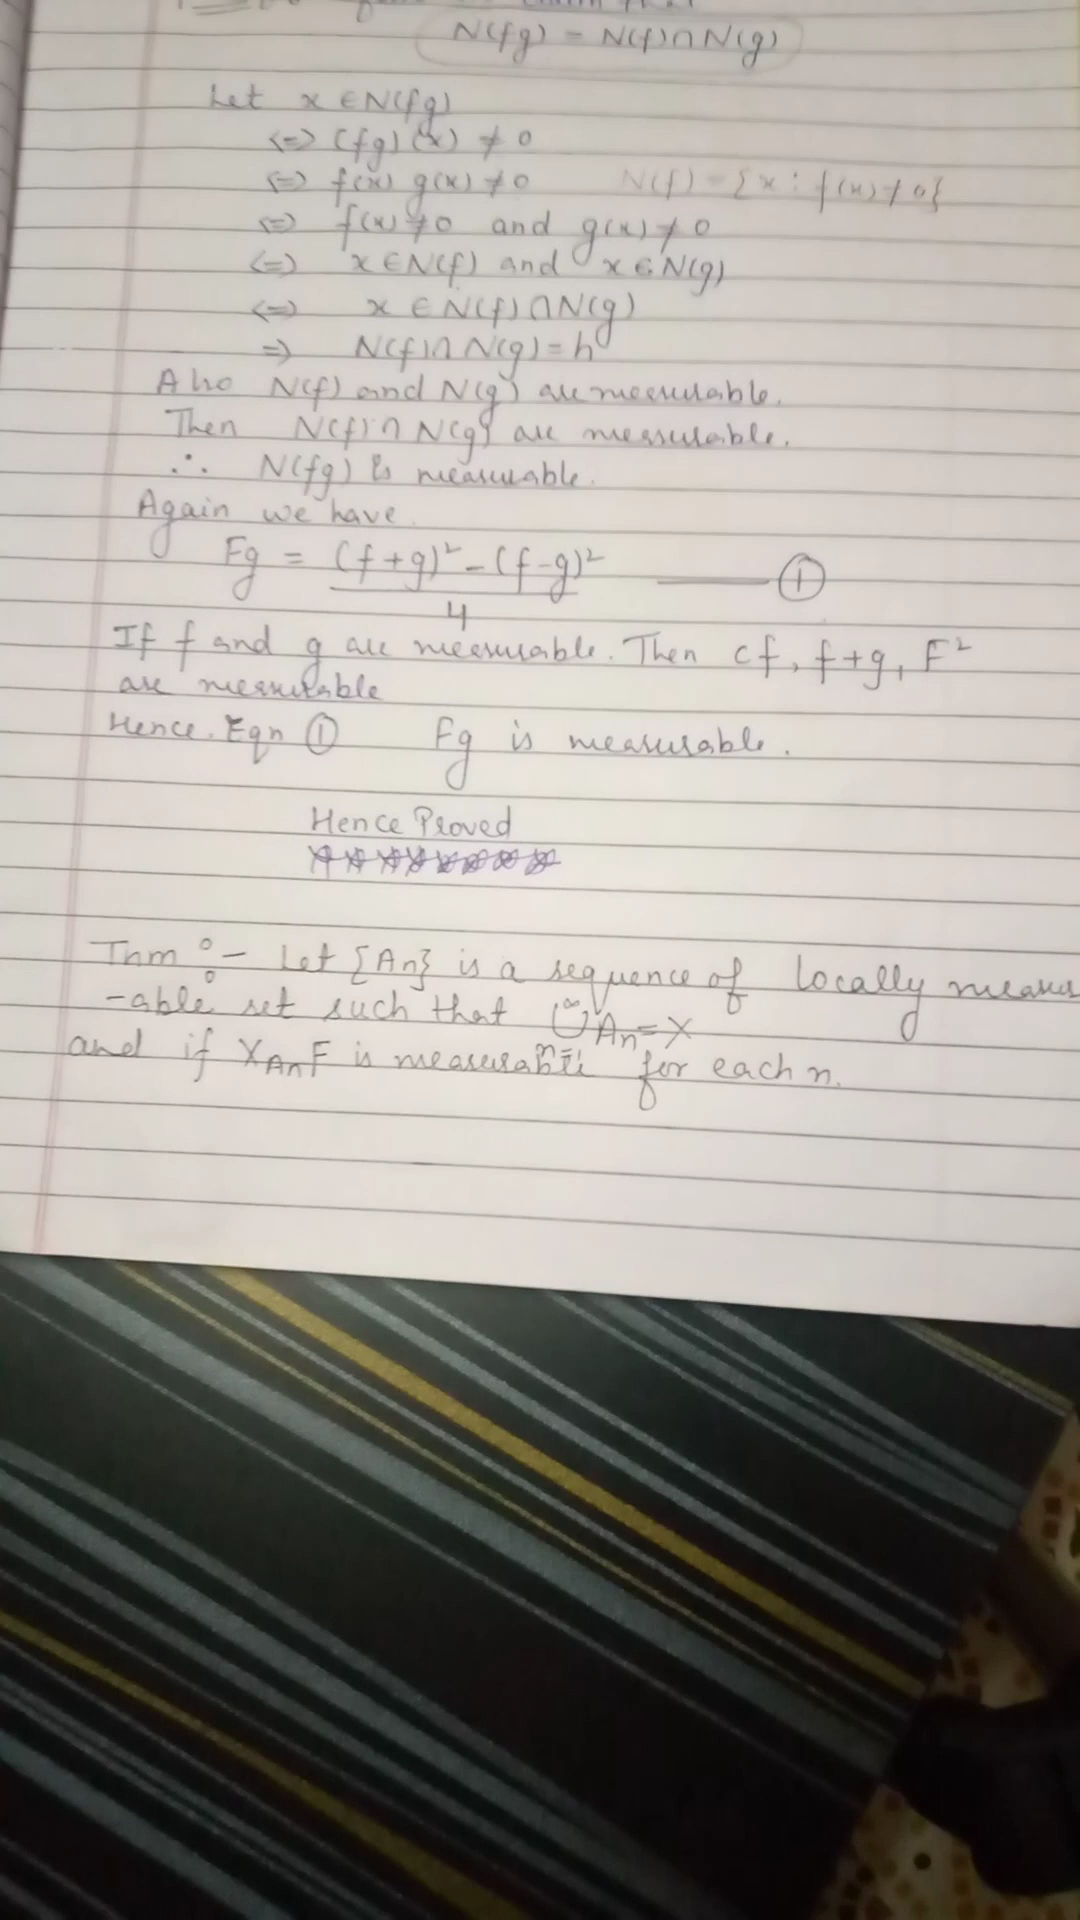 N(fg) = N(f)∩N(g)
Let x ∈ N(fg)
<=> (fg)(x) ≠ 0
<=> f(x) g(x) ≠ 0 N(f) = {x : f(x) ≠ 0}
<=> f(x) ≠ 0 and g(x) ≠ 0
<=> x ∈ N(f) and x ∈ N(g)
<=> x ∈ N(f) ∩ N(g)
=> N(f) ∩ N(g) = h
Also N(f) and N(g) are measurable.
Then N(f) ∩ N(g) are measurable.
∴ N(fg) is measurable.
Again we have
Fg = (f+g)² - (f-g)² / 4 ——— ①
If f and g are measurable. Then cf, f+g, F²
are measurable
Hence. Eqn ① Fg is measurable.
Hence Proved
Thm :- Let {An} is a sequence of locally measur
-able set such that ∞∪n=1 An = X
and if XAnF is measurable for each n.